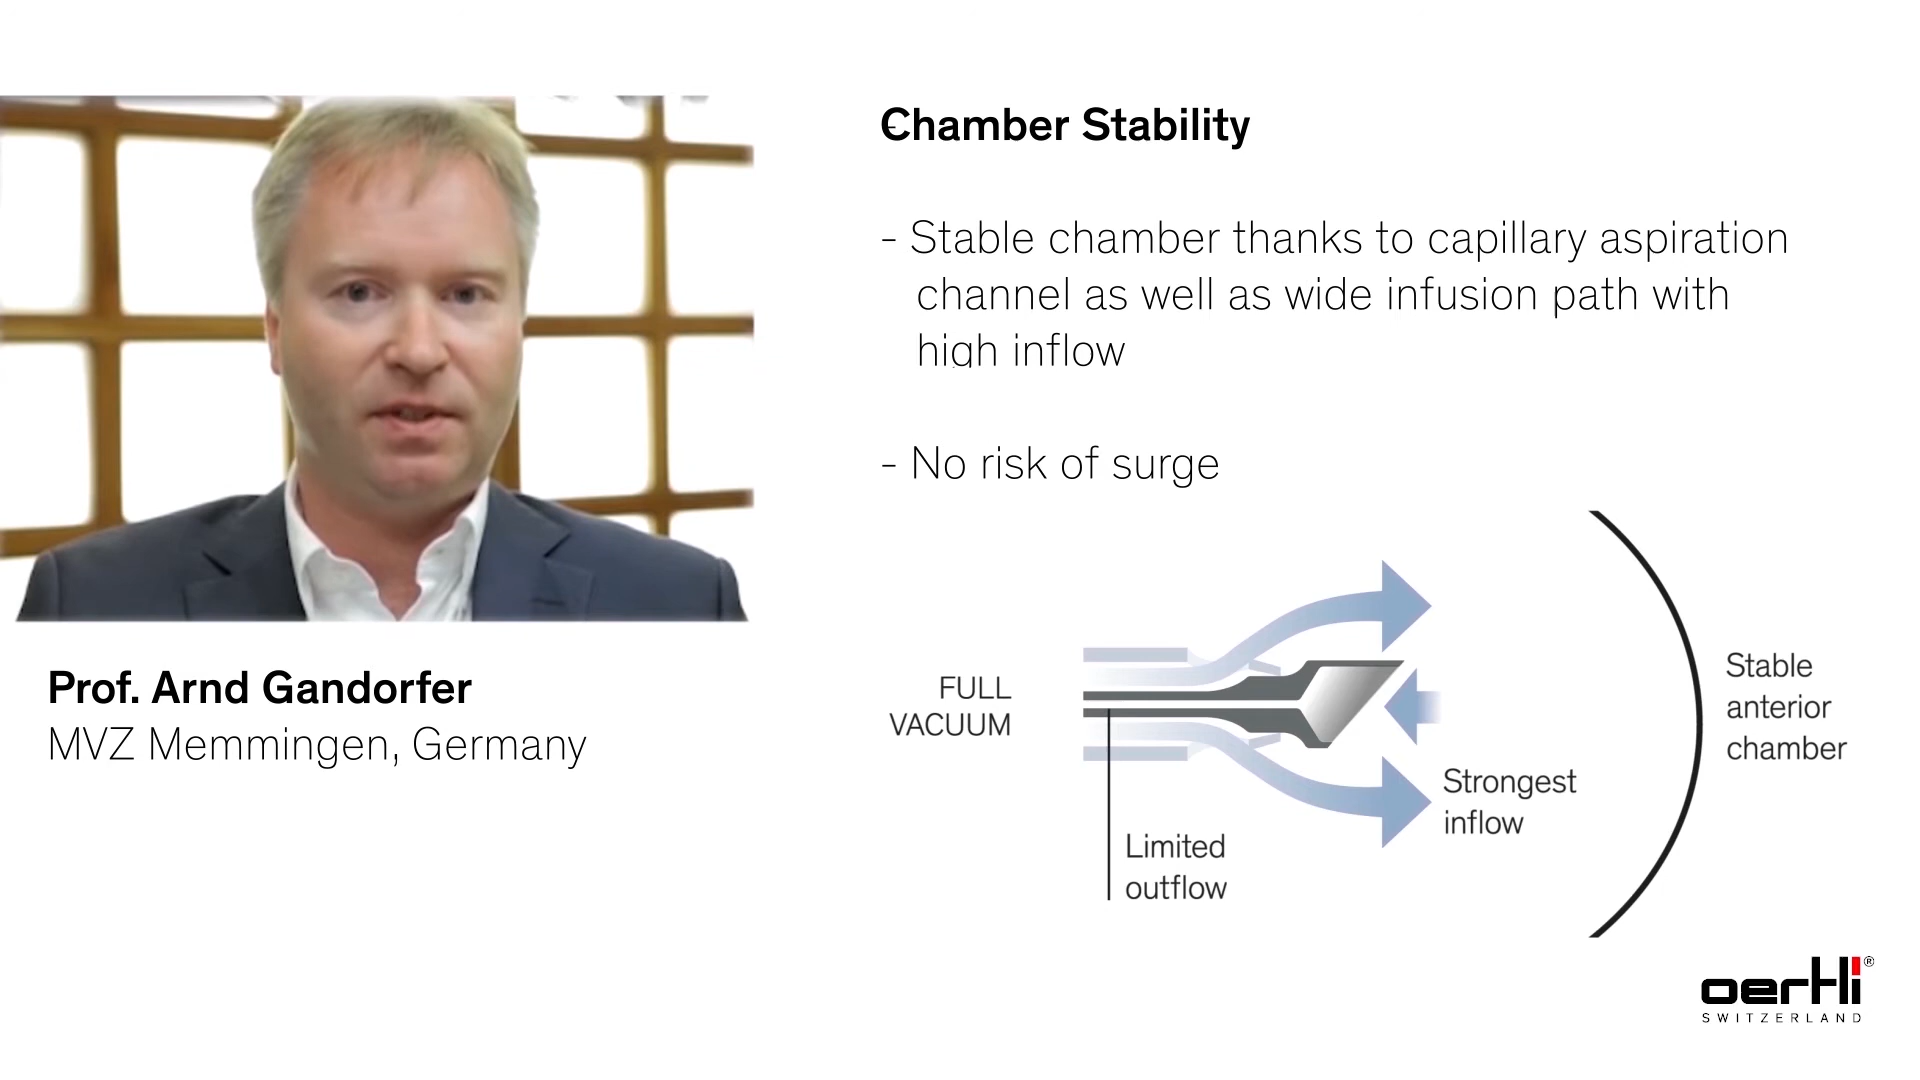 Chamber Stability
- Stable chamber thanks to capillary aspiration
channel as well as wide infusion path with
high inflow
- No risk of surge
Prof. Arnd Gandorfer
MVZ Memmingen, Germany
FULL
VACUUM
Limited
outflow
Strongest
inflow
Stable
anterior
chamber
oertli®
SWITZERLAND